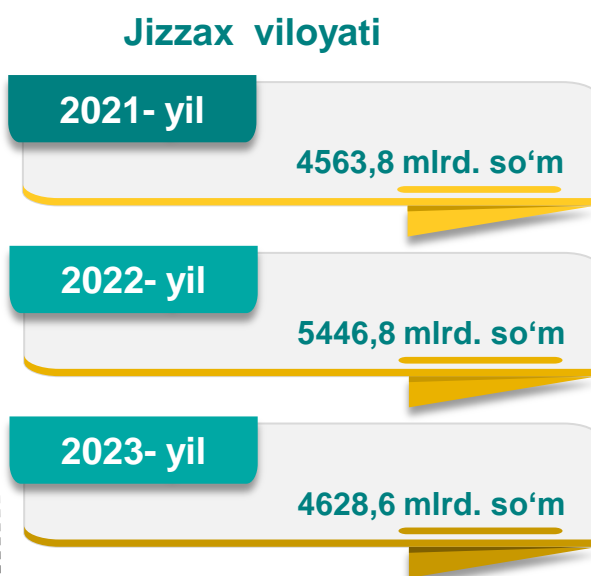 Jizzax viloyati
2021- yil
4563,8 mlrd. so‘m
2022- yil
5446,8 mlrd. so‘m
2023- yil
4628,6 mlrd. so‘m